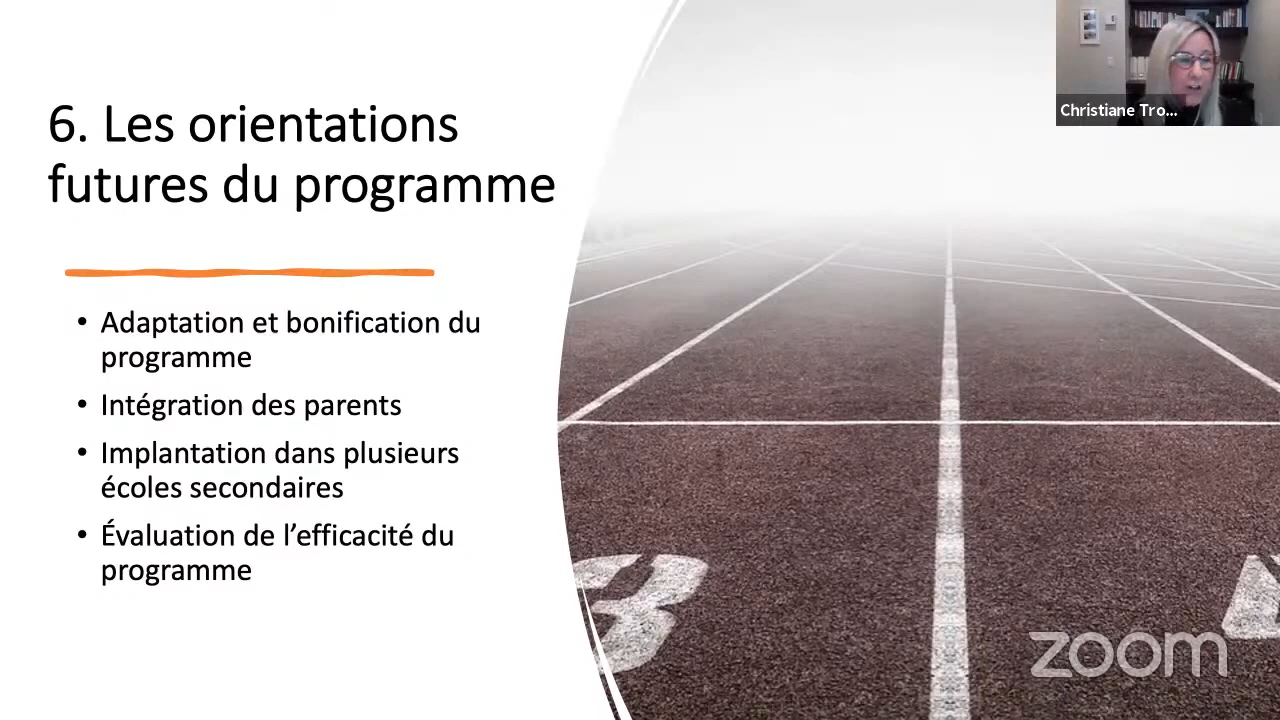 6. Les orientations
futures du programme
• Adaptation et bonification du
programme
• Intégration des parents
• Implantation dans plusieurs
écoles secondaires
• Évaluation de l’efficacité du
programme
Christiane Tro...
3
zoom